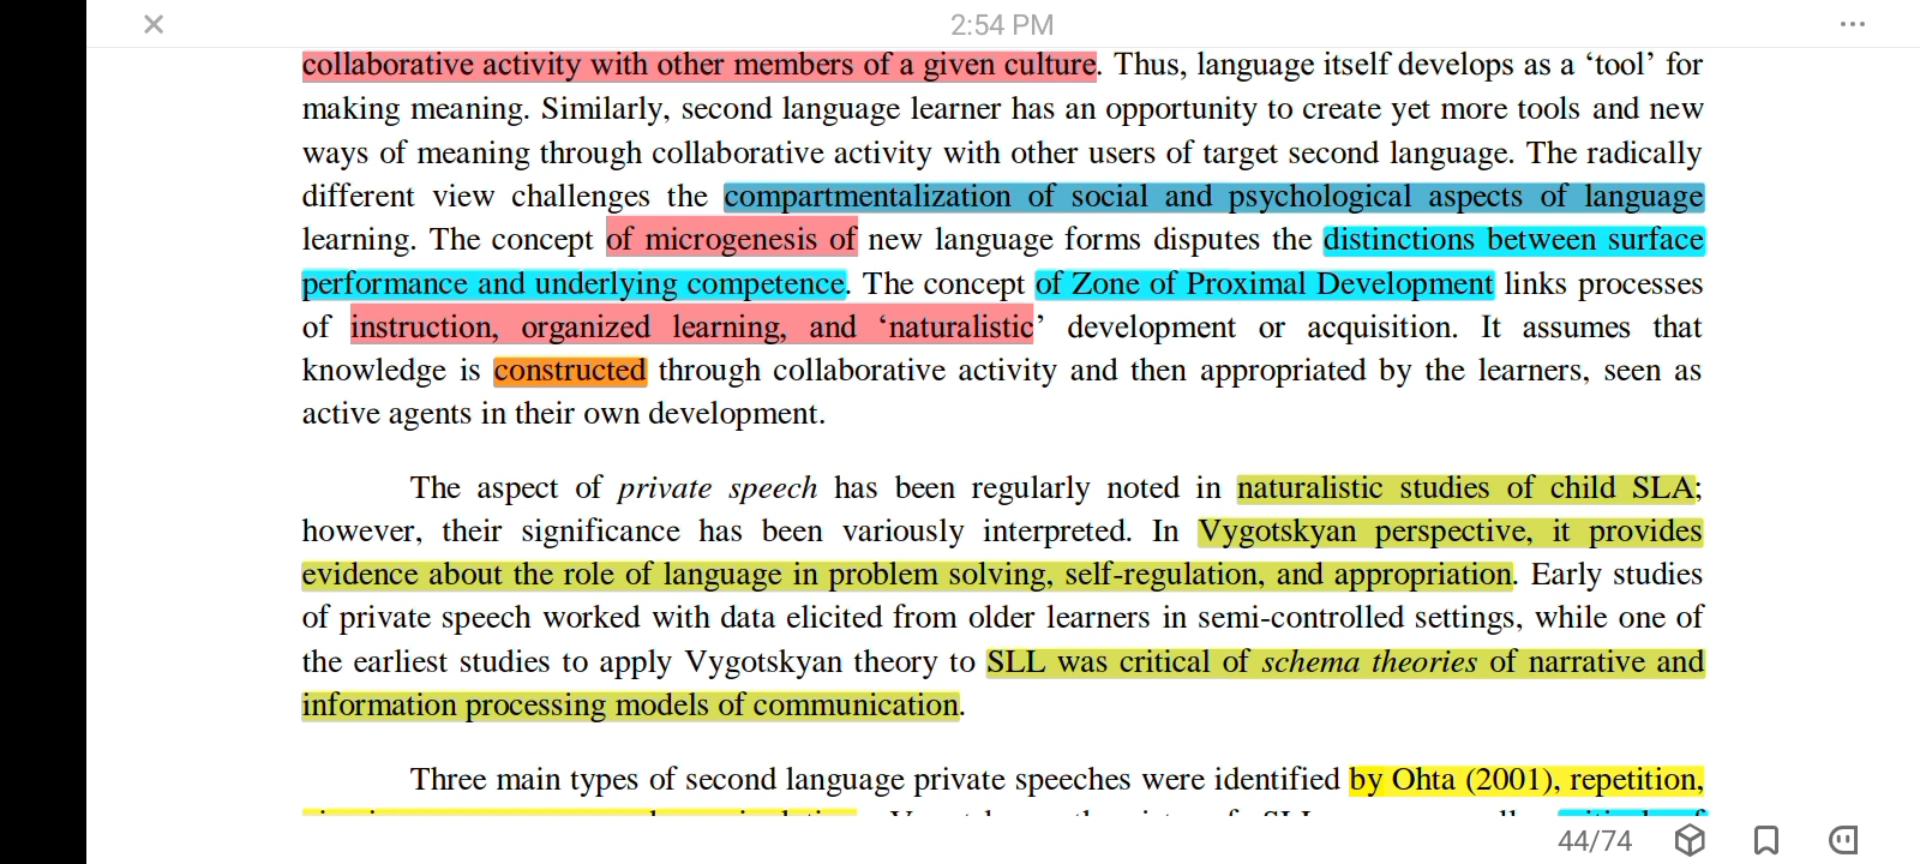 2:54 PM
collaborative activity with other members of a given culture. Thus, language itself develops as a ‘tool’ for
making meaning. Similarly, second language learner has an opportunity to create yet more tools and new
ways of meaning through collaborative activity with other users of target second language. The radically
different view challenges the compartmentalization of social and psychological aspects of language
learning. The concept of microgenesis of new language forms disputes the distinctions between surface
performance and underlying competence. The concept of Zone of Proximal Development links processes
of instruction, organized learning, and ‘naturalistic’ development or acquisition. It assumes that
knowledge is constructed through collaborative activity and then appropriated by the learners, seen as
active agents in their own development.
The aspect of private speech has been regularly noted in naturalistic studies of child SLA;
however, their significance has been variously interpreted. In Vygotskyan perspective, it provides
evidence about the role of language in problem solving, self-regulation, and appropriation. Early studies
of private speech worked with data elicited from older learners in semi-controlled settings, while one of
the earliest studies to apply Vygotskyan theory to SLL was critical of schema theories of narrative and
information processing models of communication.
Three main types of second language private speeches were identified by Ohta (2001), repetition,
44/74